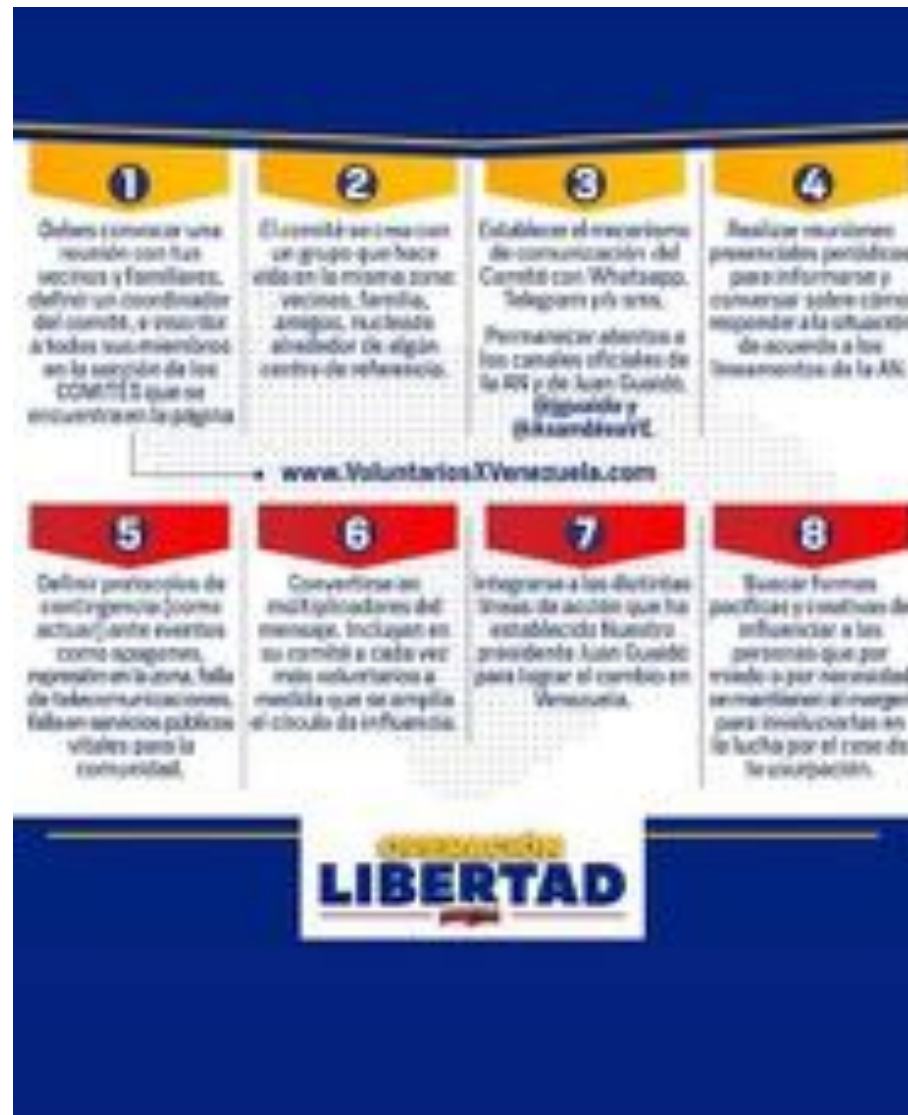 1
Debes convocar una
reunión con tus
vecinos y familiares,
definir un coordinador
del comité, e inscribir
a todos sus miembros
en la sección de los
COMITÉS que se
encuentra en la página
2
El comité se crea con
un grupo que hace
vida en la misma zona:
vecinos, familia,
amigos, nucleado
alrededor de algún
centro de referencia.
3
Establecer el mecanismo
de comunicación del
Comité con Whatsapp,
Telegram y/o sms.
Permanecer atentos a
los canales oficiales de
la AN y de Juan Guaidó,
@jguaido y
@AsambleaVE.
4
Realizar reuniones
presenciales periódicas
para informarse y
conversar sobre cómo
responder a la situación
de acuerdo a los
lineamentos de la AN.
www.VoluntariosXVenezuela.com
5
Definir protocolos de
contingencia (como
actuar) ante eventos
como apagones,
represión en la zona, falla
de telecomunicaciones,
falla en servicios públicos
vitales para la
comunidad.
6
Convertirse en
multiplicadores del
mensaje. Incluyan en
su comité a cada vez
más voluntarios a
medida que se amplia
el círculo de influencia.
7
Integrarse a las distintas
líneas de acción que ha
establecido Nuestro
presidente Juan Guaidó
para lograr el cambio en
Venezuela.
8
Buscar formas
pacíficas y creativas de
influenciar a las
personas que por
miedo o por necesidad
se mantienen al margen
para involucrarlas en
la lucha por el cese de
la usurpación.
OPERACIÓN
LIBERTAD